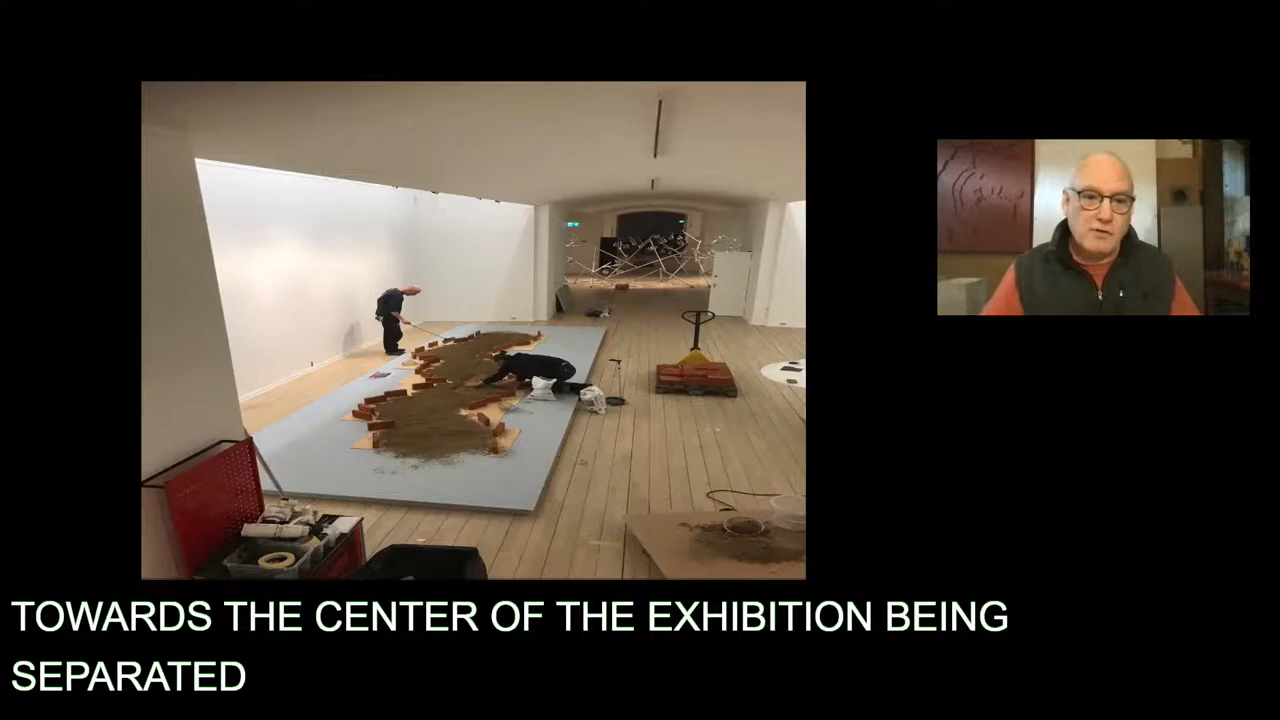 TOWARDS THE CENTER OF THE EXHIBITION BEING
SEPARATED